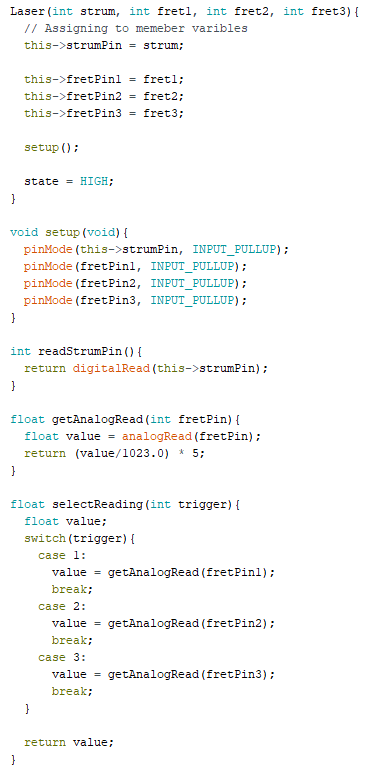 Laser(int strum, int fret1, int fret2, int fret3){
  // Assigning to memeber varibles
  this->strumPin = strum;

  this->fretPin1 = fret1;
  this->fretPin2 = fret2;
  this->fretPin3 = fret3;

  setup();

  state = HIGH;
}

void setup(void){
  pinMode(this->strumPin, INPUT_PULLUP);
  pinMode(fretPin1, INPUT_PULLUP);
  pinMode(fretPin2, INPUT_PULLUP);
  pinMode(fretPin3, INPUT_PULLUP);
}

int readStrumPin(){
  return digitalRead(this->strumPin);
}

float getAnalogRead(int fretPin){
  float value = analogRead(fretPin);
  return (value/1023.0) * 5;
}

float selectReading(int trigger){
  float value;
  switch(trigger){
    case 1:
      value = getAnalogRead(fretPin1);
      break;
    case 2:
      value = getAnalogRead(fretPin2);
      break;
    case 3:
      value = getAnalogRead(fretPin3);
      break;
  }

  return value;
}